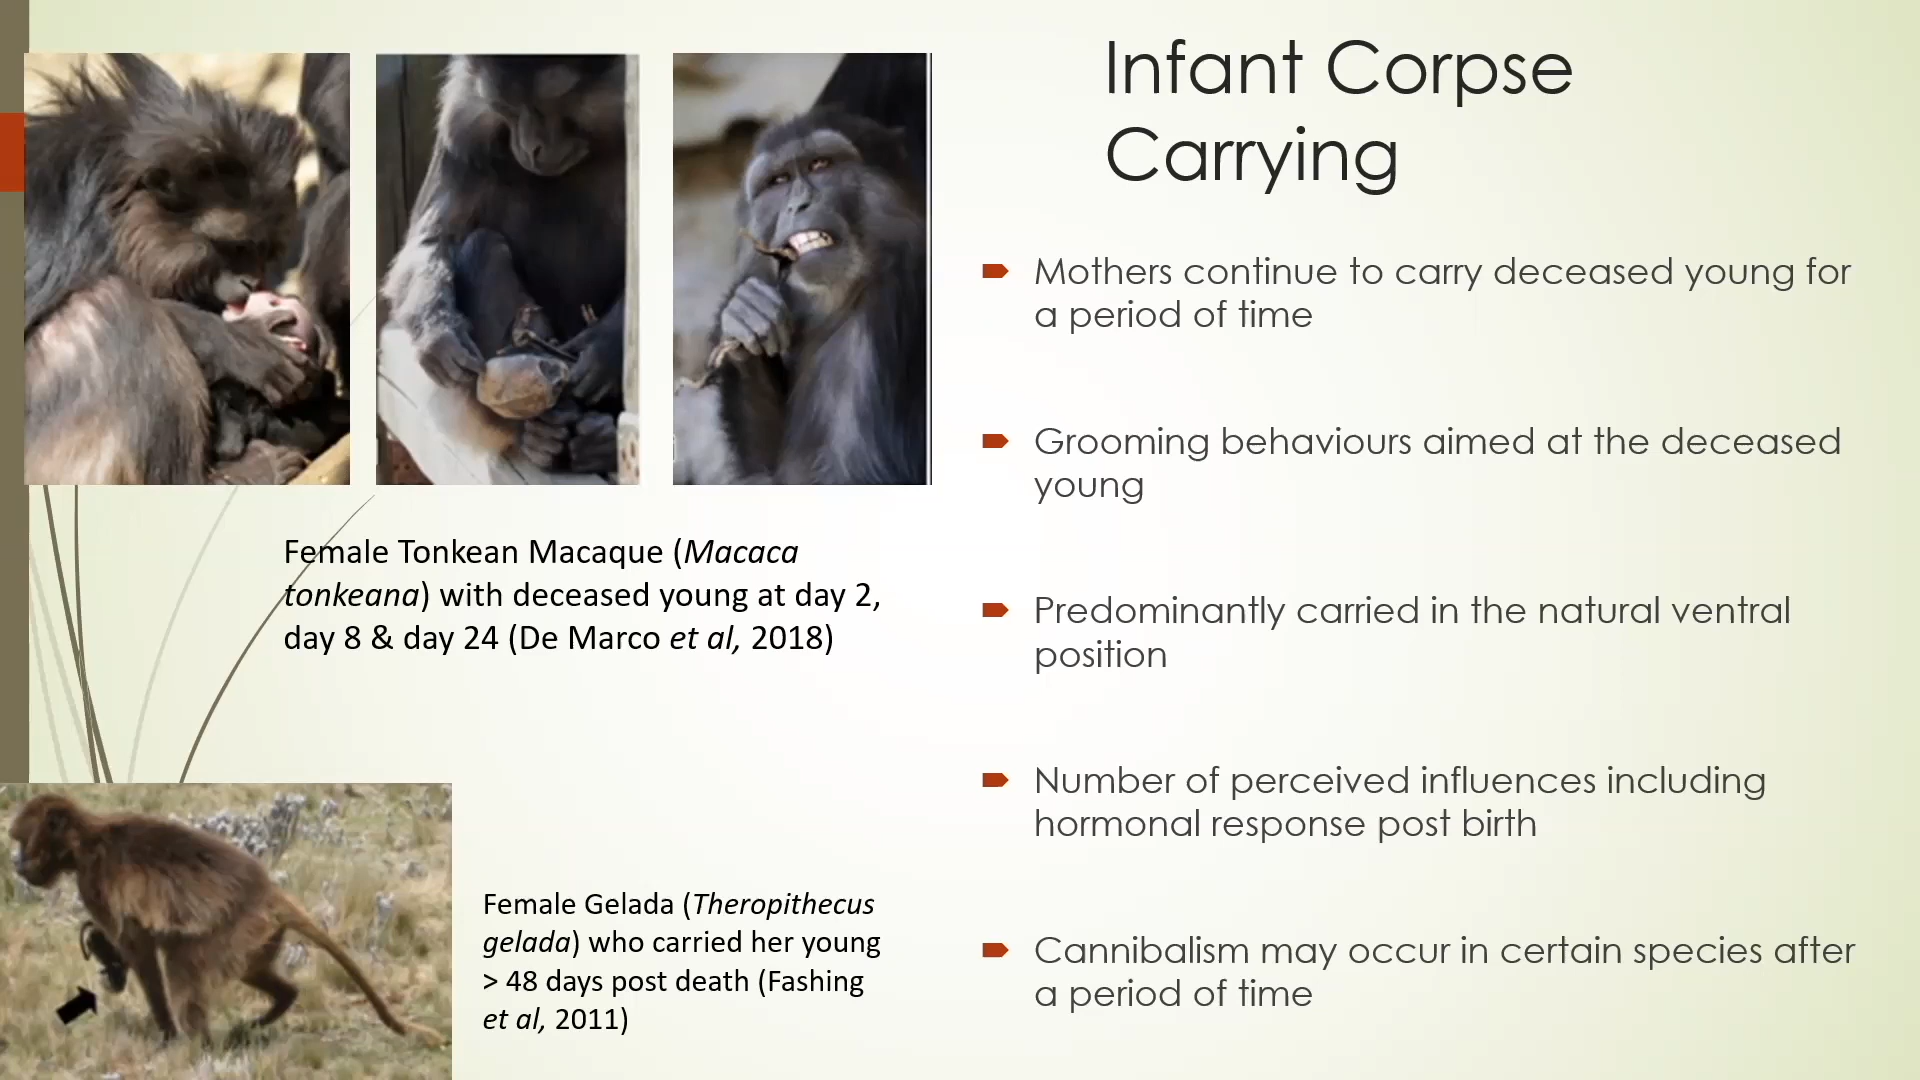 Infant Corpse
Carrying
Mothers continue to carry deceased young for
a period of time
Grooming behaviours aimed at the deceased
young
Predominantly carried in the natural ventral
position
Number of perceived influences including
hormonal response post birth
Cannibalism may occur in certain species after
a period of time
Female Tonkean Macaque (Macaca
tonkeana) with deceased young at day 2,
day 8 & day 24 (De Marco et al, 2018)
Female Gelada (Theropithecus
gelada) who carried her young
> 48 days post death (Fashing
et al, 2011)